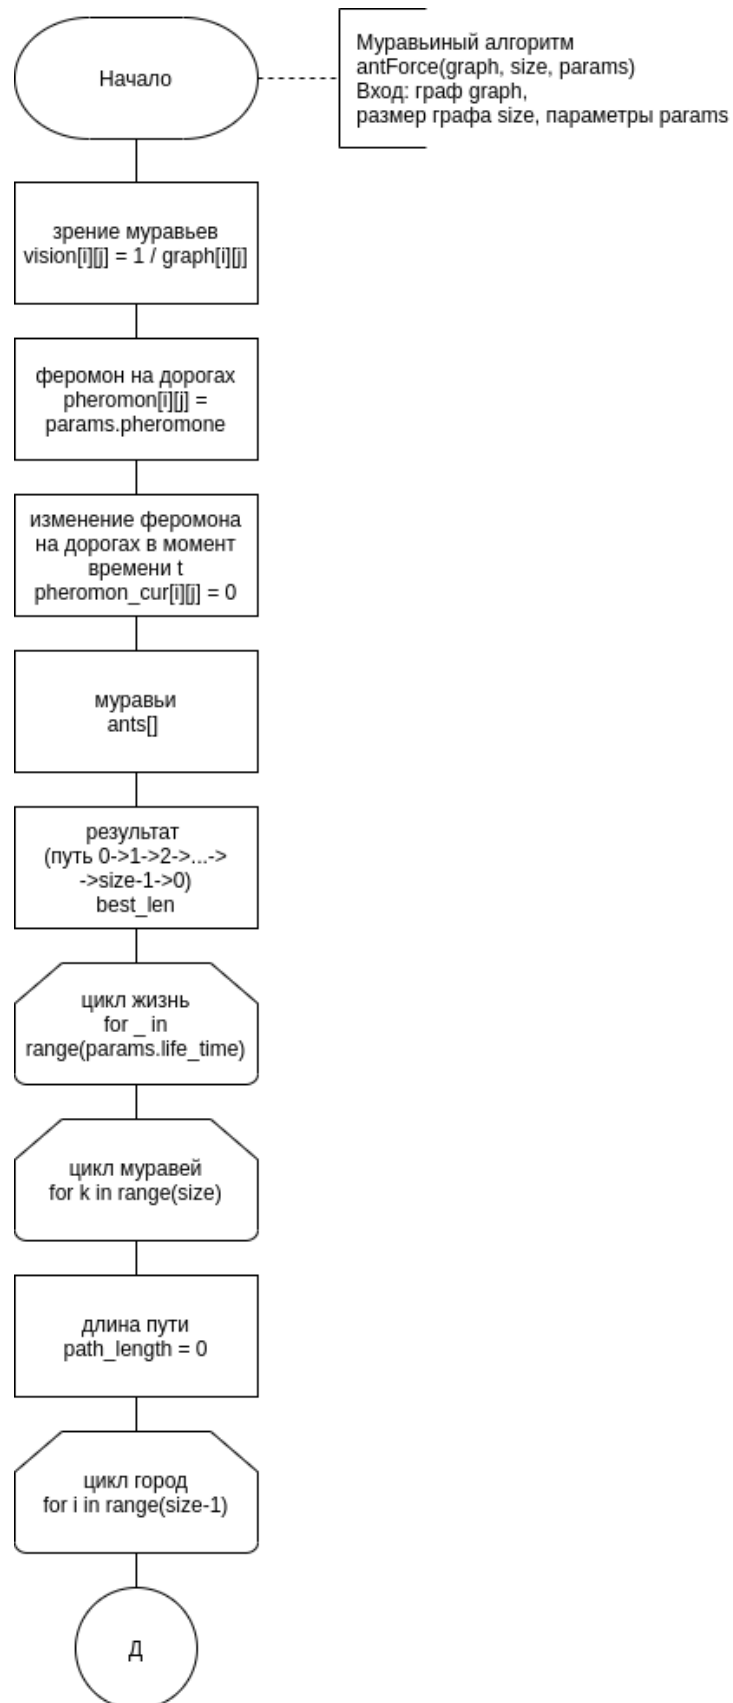 Начало
Муравьиный алгоритм
antForce(graph, size, params)
Вход: граф graph,
размер графа size, параметры params
зрение муравьев
vision[i][j] = 1 / graph[i][j]
феромон на дорогах
pheromon[i][j] =
params.pheromone
изменение феромона
на дорогах в момент
времени t
pheromon_cur[i][j] = 0
муравьи
ants[]
результат
(путь 0->1->2->...->
->size-1->0)
best_len
цикл жизнь
for _ in
range(params.life_time)
цикл муравей
for k in range(size)
длина пути
path_length = 0
цикл город
for i in range(size-1)
Д